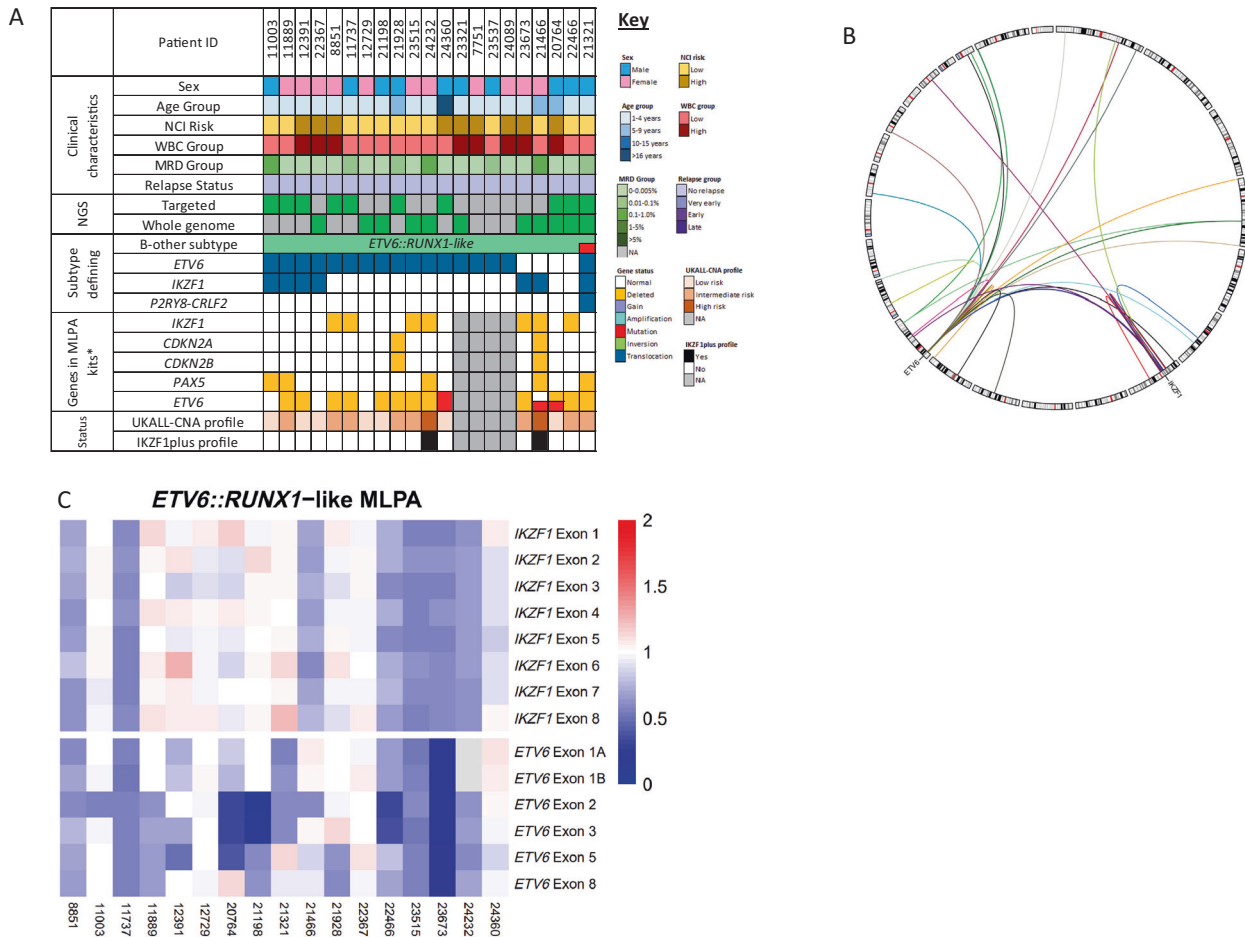 A
Patient ID
11003
11889
12391
22367
8851
11737
12729
21198
21928
23515
24232
24360
23321
7751
23537
24089
23673
21466
20764
22466
21321
Clinical characteristics
Sex
Age Group
NCI Risk
WBC Group
MRD Group
Relapse Status
NGS
Targeted
Whole genome
Subtype defining
B-other subtype
ETV6::RUNX1-like
ETV6
IKZF1
P2RY8-CRLF2
Genes in MLPA kits*
IKZF1
CDKN2A
CDKN2B
PAX5
ETV6
Status
UKALL-CNA profile
IKZF1plus profile
Key
Sex
Male
Female
NCI risk
Low
High
Age group
1-4 years
5-9 years
10-15 years
>16 years
WBC group
Low
High
MRD Group
0-0.005%
0.01-0.1%
0.1-1.0%
1-5%
>5%
NA
Relapse group
No relapse
Very early
Early
Late
Gene status
Normal
Deleted
Gain
Amplification
Mutation
Inversion
Translocation
UKALL-CNA profile
Low risk
Intermediate risk
High risk
NA
IKZF1plus profile
Yes
No
NA
B
ETV6
IKZF1
C
ETV6::RUNX1-like MLPA
IKZF1 Exon 1
IKZF1 Exon 2
IKZF1 Exon 3
IKZF1 Exon 4
IKZF1 Exon 5
IKZF1 Exon 6
IKZF1 Exon 7
IKZF1 Exon 8
ETV6 Exon 1A
ETV6 Exon 1B
ETV6 Exon 2
ETV6 Exon 3
ETV6 Exon 5
ETV6 Exon 8
2
1.5
1
0.5
0
8851
11003
11737
11889
12391
12729
20764
21198
21321
21466
21928
22367
22466
23515
23673
24232
24360